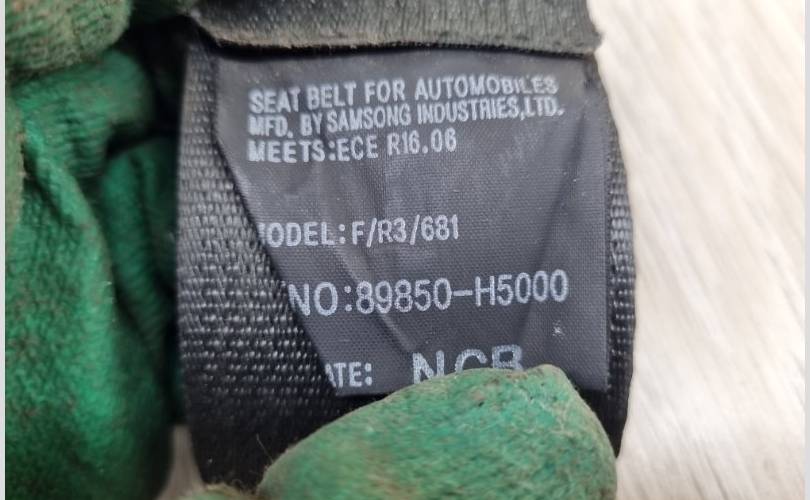 SEAT BELT FOR AUTOMOBILES
MFD. BY SAMSONG INDUSTRIES,LTD.
MEETS:ECE R16.06
ODEL: F/R3/681
NO:89850-H5000
ATE: NCB